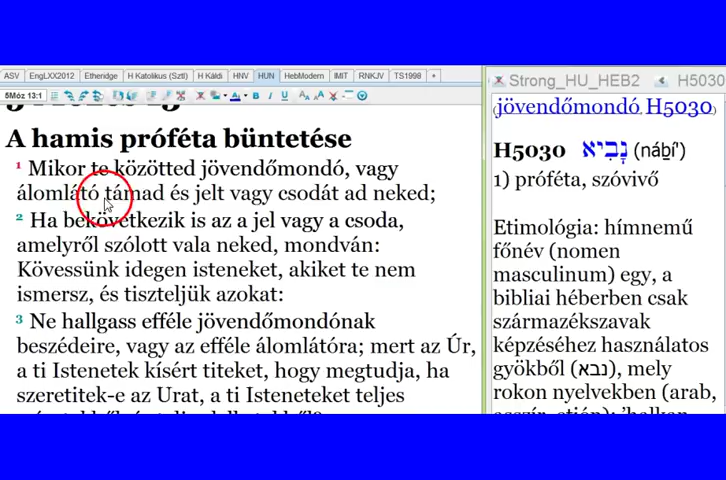 ASV EngLXX2012 Etheridge H Katolikus (SztI) H Káldi HNV HUN HebModern IMIT RNKJV TS1998 +
5Móz 13:1
A hamis próféta büntetése
1 Mikor te közötted jövendőmondó, vagy
álomlátó támad és jelt vagy csodát ad neked;
2 Ha bekövetkezik is az a jel vagy a csoda,
amelyről szólott vala neked, mondván:
Kövessünk idegen isteneket, akiket te nem
ismersz, és tiszteljük azokat:
3 Ne hallgass efféle jövendőmondónak
beszédeire, vagy az efféle álomlátóra; mert az Úr,
a ti Istenetek kísért titeket, hogy megtudja, ha
szeretitek-e az Urat, a ti Isteneteket teljes
Strong_HU_HEB2 H5030
(jövendőmondó H5030)
H5030 נָבִיא (nábí')
1) próféta, szóvivő
Etimológia: hímnemű
főnév (nomen
masculinum) egy, a
bibliai héberben csak
származékszavak
képzéséhez használatos
gyökből (נבא), mely
rokon nyelvekben (arab,